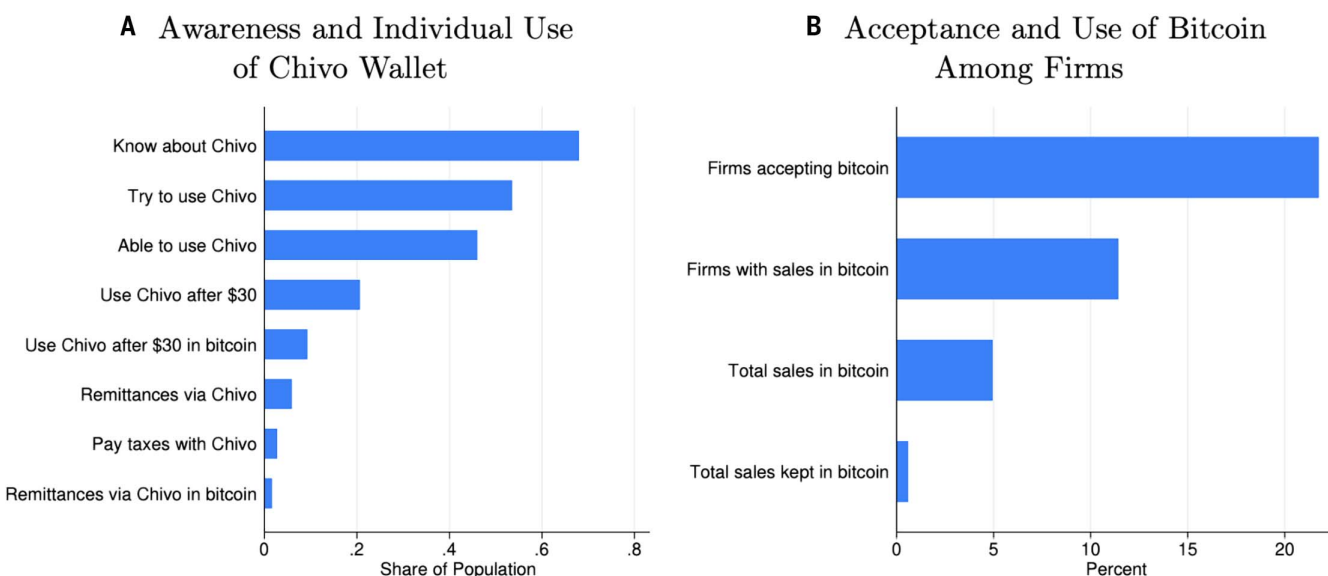 A Awareness and Individual Use
of Chivo Wallet
Know about Chivo
Try to use Chivo
Able to use Chivo
Use Chivo after $30
Use Chivo after $30 in bitcoin
Remittances via Chivo
Pay taxes with Chivo
Remittances via Chivo in bitcoin
0 .2 .4 .6 .8
Share of Population
B Acceptance and Use of Bitcoin
Among Firms
Firms accepting bitcoin
Firms with sales in bitcoin
Total sales in bitcoin
Total sales kept in bitcoin
0 5 10 15 20
Percent